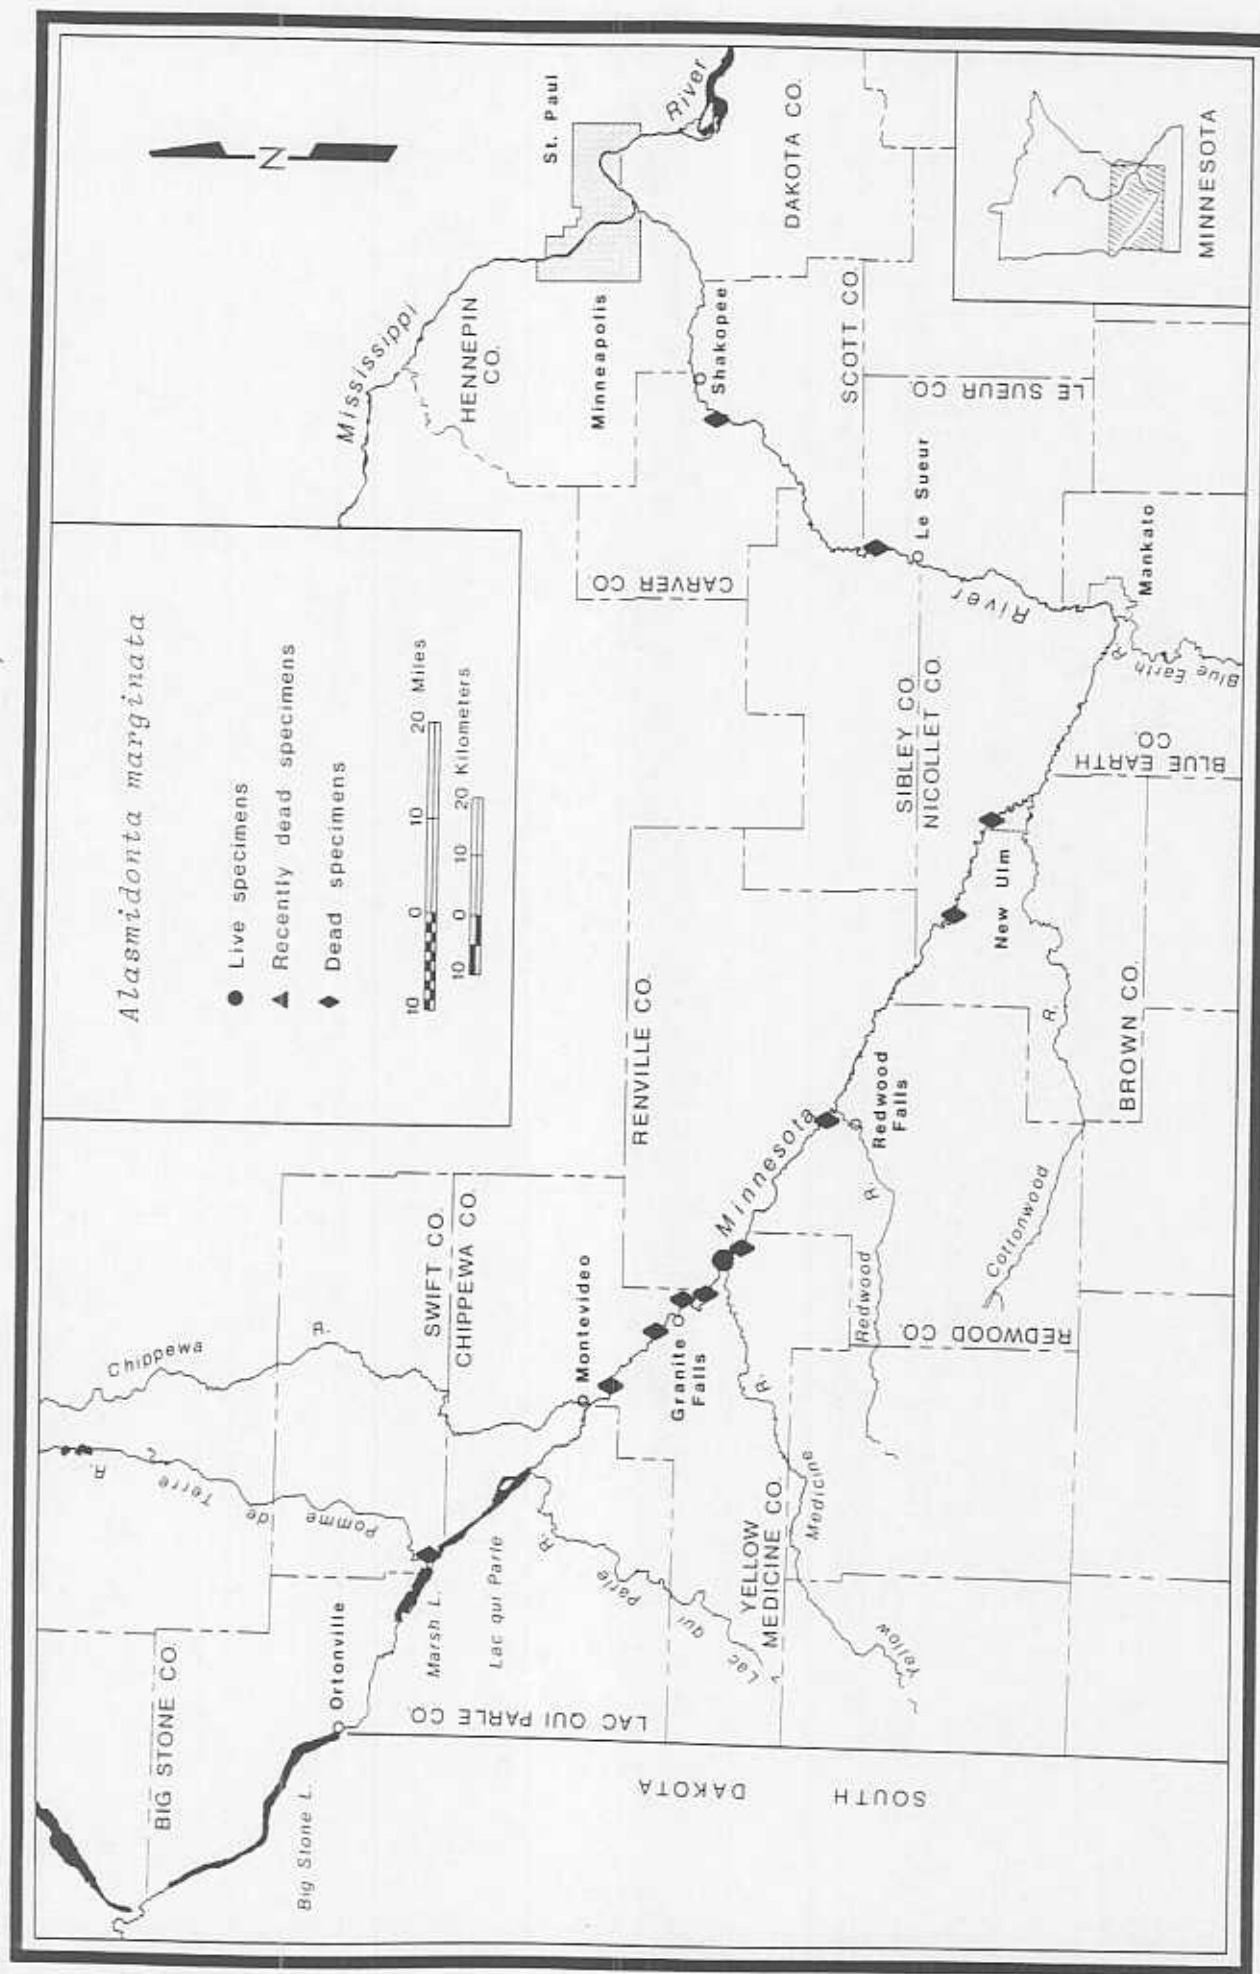 Alasmidonta marginata
Live specimens
Recently dead specimens
Dead specimens
10 0 10 20 Miles
10 0 10 20 Kilometers
N
BIG STONE CO.
Big Stone L.
Ortonville
Marsh L.
Lac qui Parle
Pomme de Terre R.
Chippewa R.
SWIFT CO.
CHIPPEWA CO.
Montevideo
Granite
Falls
LAC QUI PARLE CO.
Lac qui Parle R.
YELLOW
MEDICINE CO.
Yellow Medicine R.
SOUTH DAKOTA
RENVILLE CO.
Minnesota River
Redwood
Falls
Redwood R.
REDWOOD CO.
Cottonwood R.
BROWN CO.
New Ulm
SIBLEY CO.
NICOLLET CO.
BLUE EARTH
CO.
Blue Earth R.
Mankato
Le Sueur
LE SUEUR CO.
SCOTT CO.
CARVER CO.
Shakopee
HENNEPIN
CO.
Minneapolis
St. Paul
Mississippi River
DAKOTA CO.
MINNESOTA